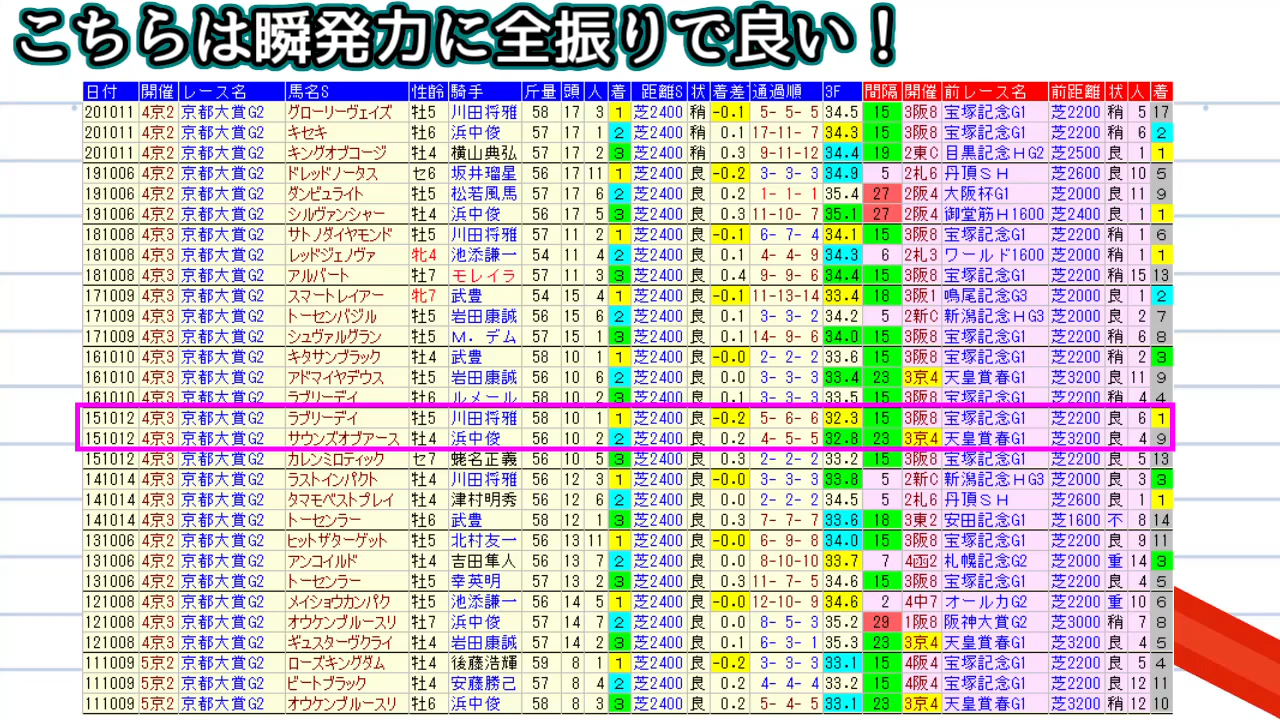 こちらは瞬発力に全振りで良い！
日付 開催 レース名 馬名S 性齢 騎手 斤量 頭 人 着 距離S 状 着差 通過順 3F 間隔 開催 前レース名 前距離 状 人 着
201011 4京2 京都大賞G2 グローリーヴェイズ 牡5 川田将雅 58 17 3 1 芝2400 稍 -0.1 5- 5- 5 34.5 15 3阪8 宝塚記念G1 芝2200 稍 5 17
201011 4京2 京都大賞G2 キセキ 牡6 浜中俊 57 17 1 2 芝2400 稍 0.1 17-11- 7 34.3 15 3阪8 宝塚記念G1 芝2200 稍 6 2
201011 4京2 京都大賞G2 キングオブコージ 牡4 横山典弘 57 17 2 3 芝2400 稍 0.3 9-11-12 34.4 19 2東C 目黒記念HG2 芝2500 良 1 1
191006 4京2 京都大賞G2 ドレッドノータス セ6 坂井瑠星 56 17 11 1 芝2400 良 -0.2 3- 3- 3 34.9 5 2札6 丹頂SH 芝2600 良 10 5
191006 4京2 京都大賞G2 ダンビュライト 牡5 松若風馬 57 17 6 2 芝2400 良 0.2 1- 1- 1 35.4 27 2阪4 大阪杯G1 芝2000 良 11 9
191006 4京2 京都大賞G2 シルヴァンシャー 牡4 浜中俊 56 17 5 3 芝2400 良 0.3 11-10- 7 35.1 27 2阪4 御堂筋H1600 芝2400 良 1 1
181008 4京3 京都大賞G2 サトノダイヤモンド 牡5 川田将雅 57 11 2 1 芝2400 良 -0.1 6- 7- 4 34.1 15 3阪8 宝塚記念G1 芝2200 稍 1 6
181008 4京3 京都大賞G2 レッドジェノヴァ 牝4 池添謙一 54 11 4 2 芝2400 良 0.1 4- 4- 9 34.3 6 2札3 ワールド1600 芝2000 良 1 1
181008 4京3 京都大賞G2 アルバート 牡7 モレイラ 57 11 3 3 芝2400 良 0.4 9- 9- 6 34.4 15 3阪8 宝塚記念G1 芝2200 稍 15 13
171009 4京3 京都大賞G2 スマートレイアー 牝7 武豊 54 15 4 1 芝2400 良 -0.1 11-13-14 33.4 18 3阪1 鳴尾記念G3 芝2000 良 1 2
171009 4京3 京都大賞G2 トーセンバジル 牡5 岩田康誠 56 15 6 2 芝2400 良 0.1 3- 3- 2 34.2 5 2新C 新潟記念HG3 芝2000 良 2 7
171009 4京3 京都大賞G2 シュヴァルグラン 牡5 M．デム 57 15 1 3 芝2400 良 0.1 14- 9- 6 34.0 15 3阪8 宝塚記念G1 芝2200 稍 6 8
161010 4京3 京都大賞G2 キタサンブラック 牡4 武豊 58 10 1 1 芝2400 良 -0.0 2- 2- 2 33.6 15 3阪8 宝塚記念G1 芝2200 稍 2 3
161010 4京3 京都大賞G2 アドマイヤデウス 牡5 岩田康誠 56 10 6 2 芝2400 良 0.0 3- 3- 3 33.4 23 3京4 天皇賞春G1 芝3200 良 11 9
161010 4京3 京都大賞G2 ラブリーデイ 牡6 ルメール 58 10 2 3 芝2400 良 0.1 3- 3- 3 33.5 15 3阪8 宝塚記念G1 芝2200 稍 4 4
151012 4京3 京都大賞G2 ラブリーデイ 牡5 川田将雅 58 10 1 1 芝2400 良 -0.2 5- 6- 6 32.3 15 3阪8 宝塚記念G1 芝2200 良 6 1
151012 4京3 京都大賞G2 サウンズオブアース 牡4 浜中俊 56 10 2 2 芝2400 良 0.2 4- 5- 5 32.8 23 3京4 天皇賞春G1 芝3200 良 4 9
151012 4京3 京都大賞G2 カレンミロティック セ7 蛯名正義 56 10 5 3 芝2400 良 0.3 2- 2- 2 33.2 15 3阪8 宝塚記念G1 芝2200 良 5 13
141014 4京3 京都大賞G2 ラストインパクト 牡4 川田将雅 56 12 3 1 芝2400 良 -0.0 3- 3- 3 33.8 5 2新C 新潟記念HG3 芝2000 良 3 3
141014 4京3 京都大賞G2 タマモベストプレイ 牡4 津村明秀 56 12 6 2 芝2400 良 0.0 2- 2- 2 34.5 5 2札6 丹頂SH 芝2600 良 1 1
141014 4京3 京都大賞G2 トーセンラー 牡6 武豊 58 12 1 3 芝2400 良 0.3 7- 7- 7 33.6 18 3東2 安田記念G1 芝1600 不 8 14
131006 4京2 京都大賞G2 ヒットザターゲット 牡5 北村友一 56 13 11 1 芝2400 良 -0.0 6- 9- 8 34.0 15 3阪8 宝塚記念G1 芝2200 良 9 11
131006 4京2 京都大賞G2 アンコイルド 牡4 吉田隼人 56 13 7 2 芝2400 良 0.0 8-10-10 33.7 7 4函2 札幌記念G2 芝2000 重 14 3
131006 4京2 京都大賞G2 トーセンラー 牡5 幸英明 57 13 2 3 芝2400 良 0.3 11- 7- 5 34.6 15 3阪8 宝塚記念G1 芝2200 良 4 5
121008 4京3 京都大賞G2 メイショウカンパク 牡5 池添謙一 56 14 5 1 芝2400 良 -0.0 12-10- 9 34.6 2 4中7 オールカG2 芝2200 重 10 6
121008 4京3 京都大賞G2 オウケンブルースリ 牡7 浜中俊 57 14 7 2 芝2400 良 0.0 8- 5- 3 35.2 29 1阪8 阪神大賞G2 芝3000 稍 7 8
121008 4京3 京都大賞G2 ギュスターヴクライ 牡4 岩田康誠 57 14 2 3 芝2400 良 0.1 6- 3- 1 35.3 23 3京4 天皇賞春G1 芝3200 良 4 5
111009 5京2 京都大賞G2 ローズキングダム 牡4 後藤浩輝 59 8 1 1 芝2400 良 -0.2 3- 3- 3 33.1 15 4阪4 宝塚記念G1 芝2200 良 5 4
111009 5京2 京都大賞G2 ビートブラック 牡4 安藤勝己 57 8 4 2 芝2400 良 0.2 4- 4- 4 33.2 15 4阪4 宝塚記念G1 芝2200 良 12 11
111009 5京2 京都大賞G2 オウケンブルースリ 牡6 浜中俊 58 8 3 3 芝2400 良 0.2 5- 4- 5 33.1 23 3京4 天皇賞春G1 芝3200 稍 12 10